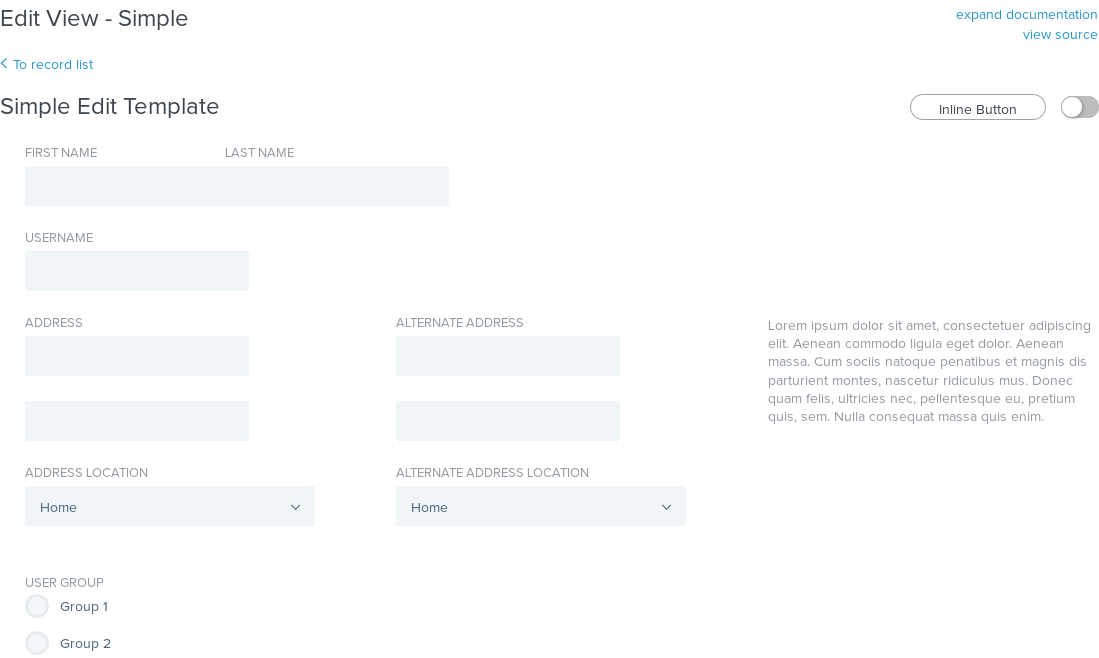 Edit View - Simple
expand documentation
view source
To record list
Simple Edit Template
Inline Button
FIRST NAME
LAST NAME
USERNAME
ADDRESS
ALTERNATE ADDRESS
Lorem ipsum dolor sit amet, consectetuer adipiscing
elit. Aenean commodo ligula eget dolor. Aenean
massa. Cum sociis natoque penatibus et magnis dis
parturient montes, nascetur ridiculus mus. Donec
quam felis, ultricies nec, pellentesque eu, pretium
quis, sem. Nulla consequat massa quis enim.
ADDRESS LOCATION
ALTERNATE ADDRESS LOCATION
Home
Home
USER GROUP
Group 1
Group 2